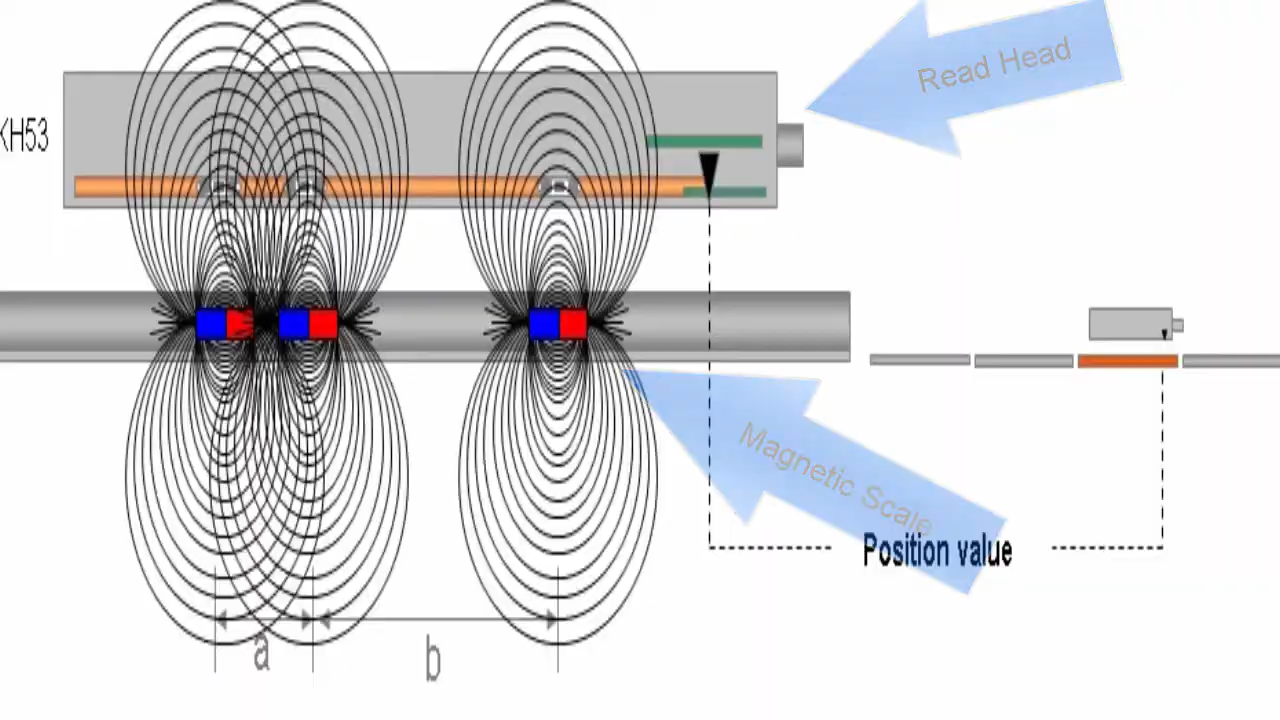 Read Head
KH53
Magnetic Scale
Position value
a
b